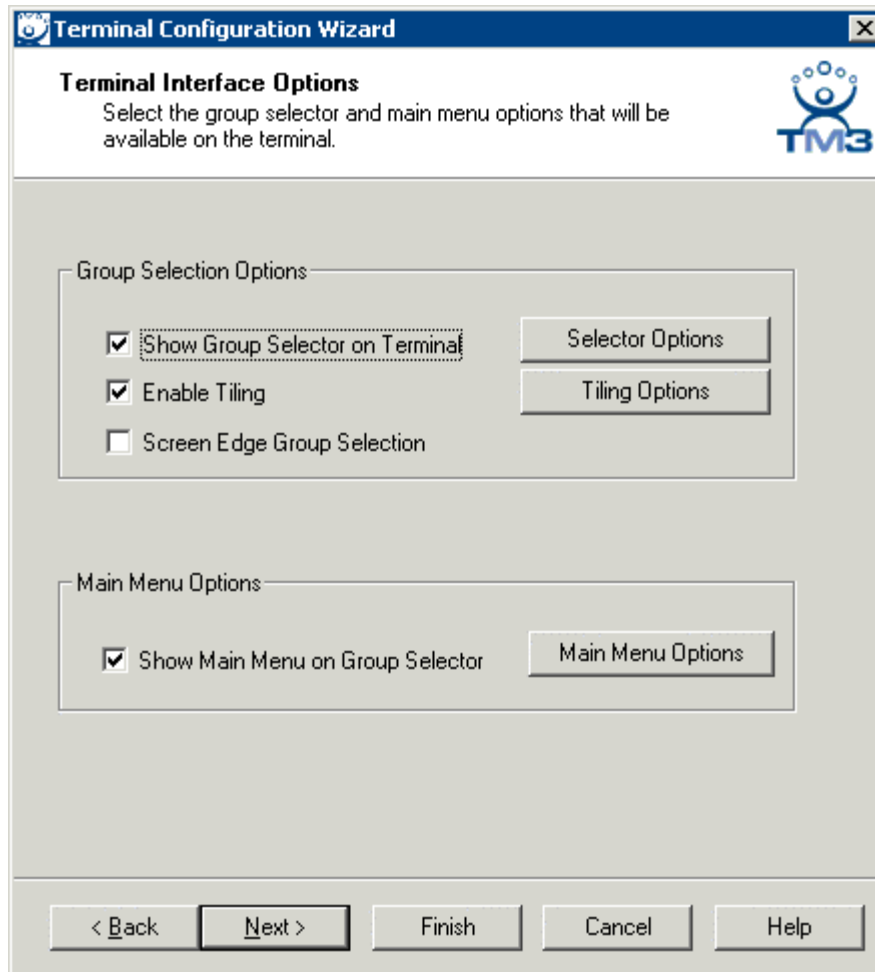 Terminal Configuration Wizard
Terminal Interface Options
Select the group selector and main menu options that will be
available on the terminal.
TM3
Group Selection Options
Show Group Selector on Terminal
Selector Options
Enable Tiling
Tiling Options
Screen Edge Group Selection
Main Menu Options
Show Main Menu on Group Selector
Main Menu Options
< Back
Next >
Finish
Cancel
Help